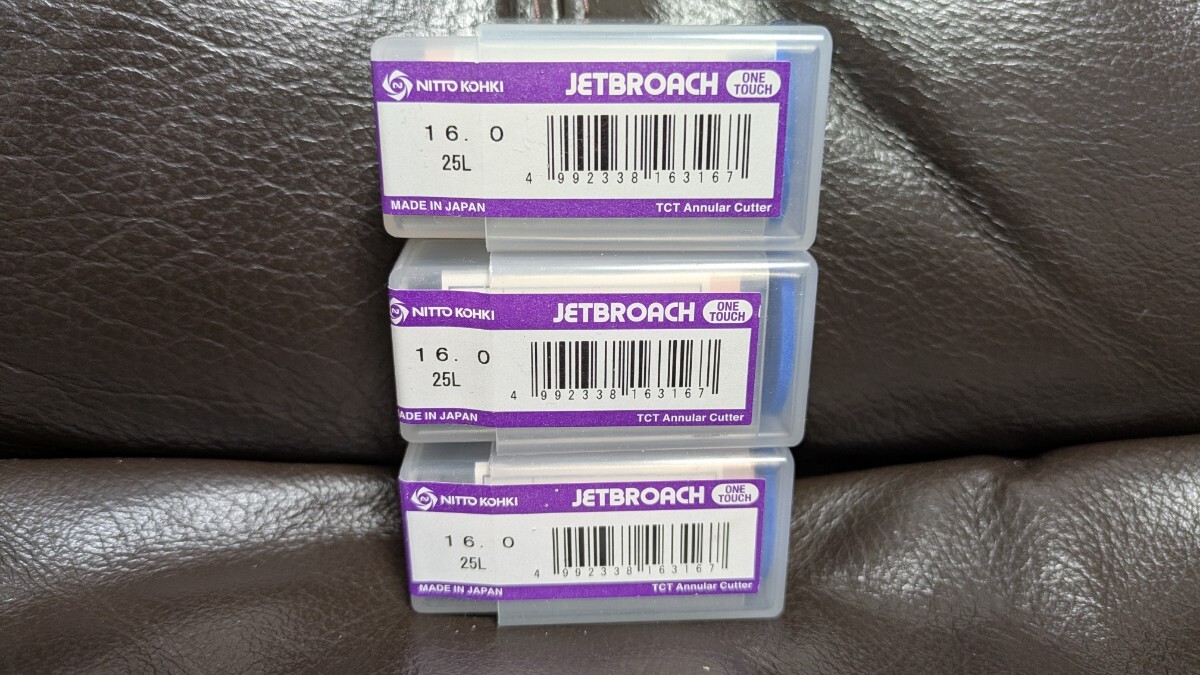 NITTO KOHKI JETBROACH ONE TOUCH
16.0
25L
4 992338 163167
MADE IN JAPAN TCT Annular Cutter
NITTO KOHKI JETBROACH ONE TOUCH
16.0
25L
4 992338 163167
ADE IN JAPAN TCT Annular Cutter
NITTO KOHKI JETBROACH ONE TOUCH
16.0
25L
4 992338 163167
MADE IN JAPAN TCT Annular Cutter